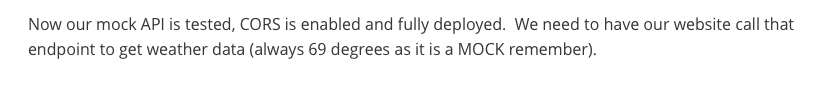 Now our mock API is tested, CORS is enabled and fully deployed.  We need to have our website call that
endpoint to get weather data (always 69 degrees as it is a MOCK remember).